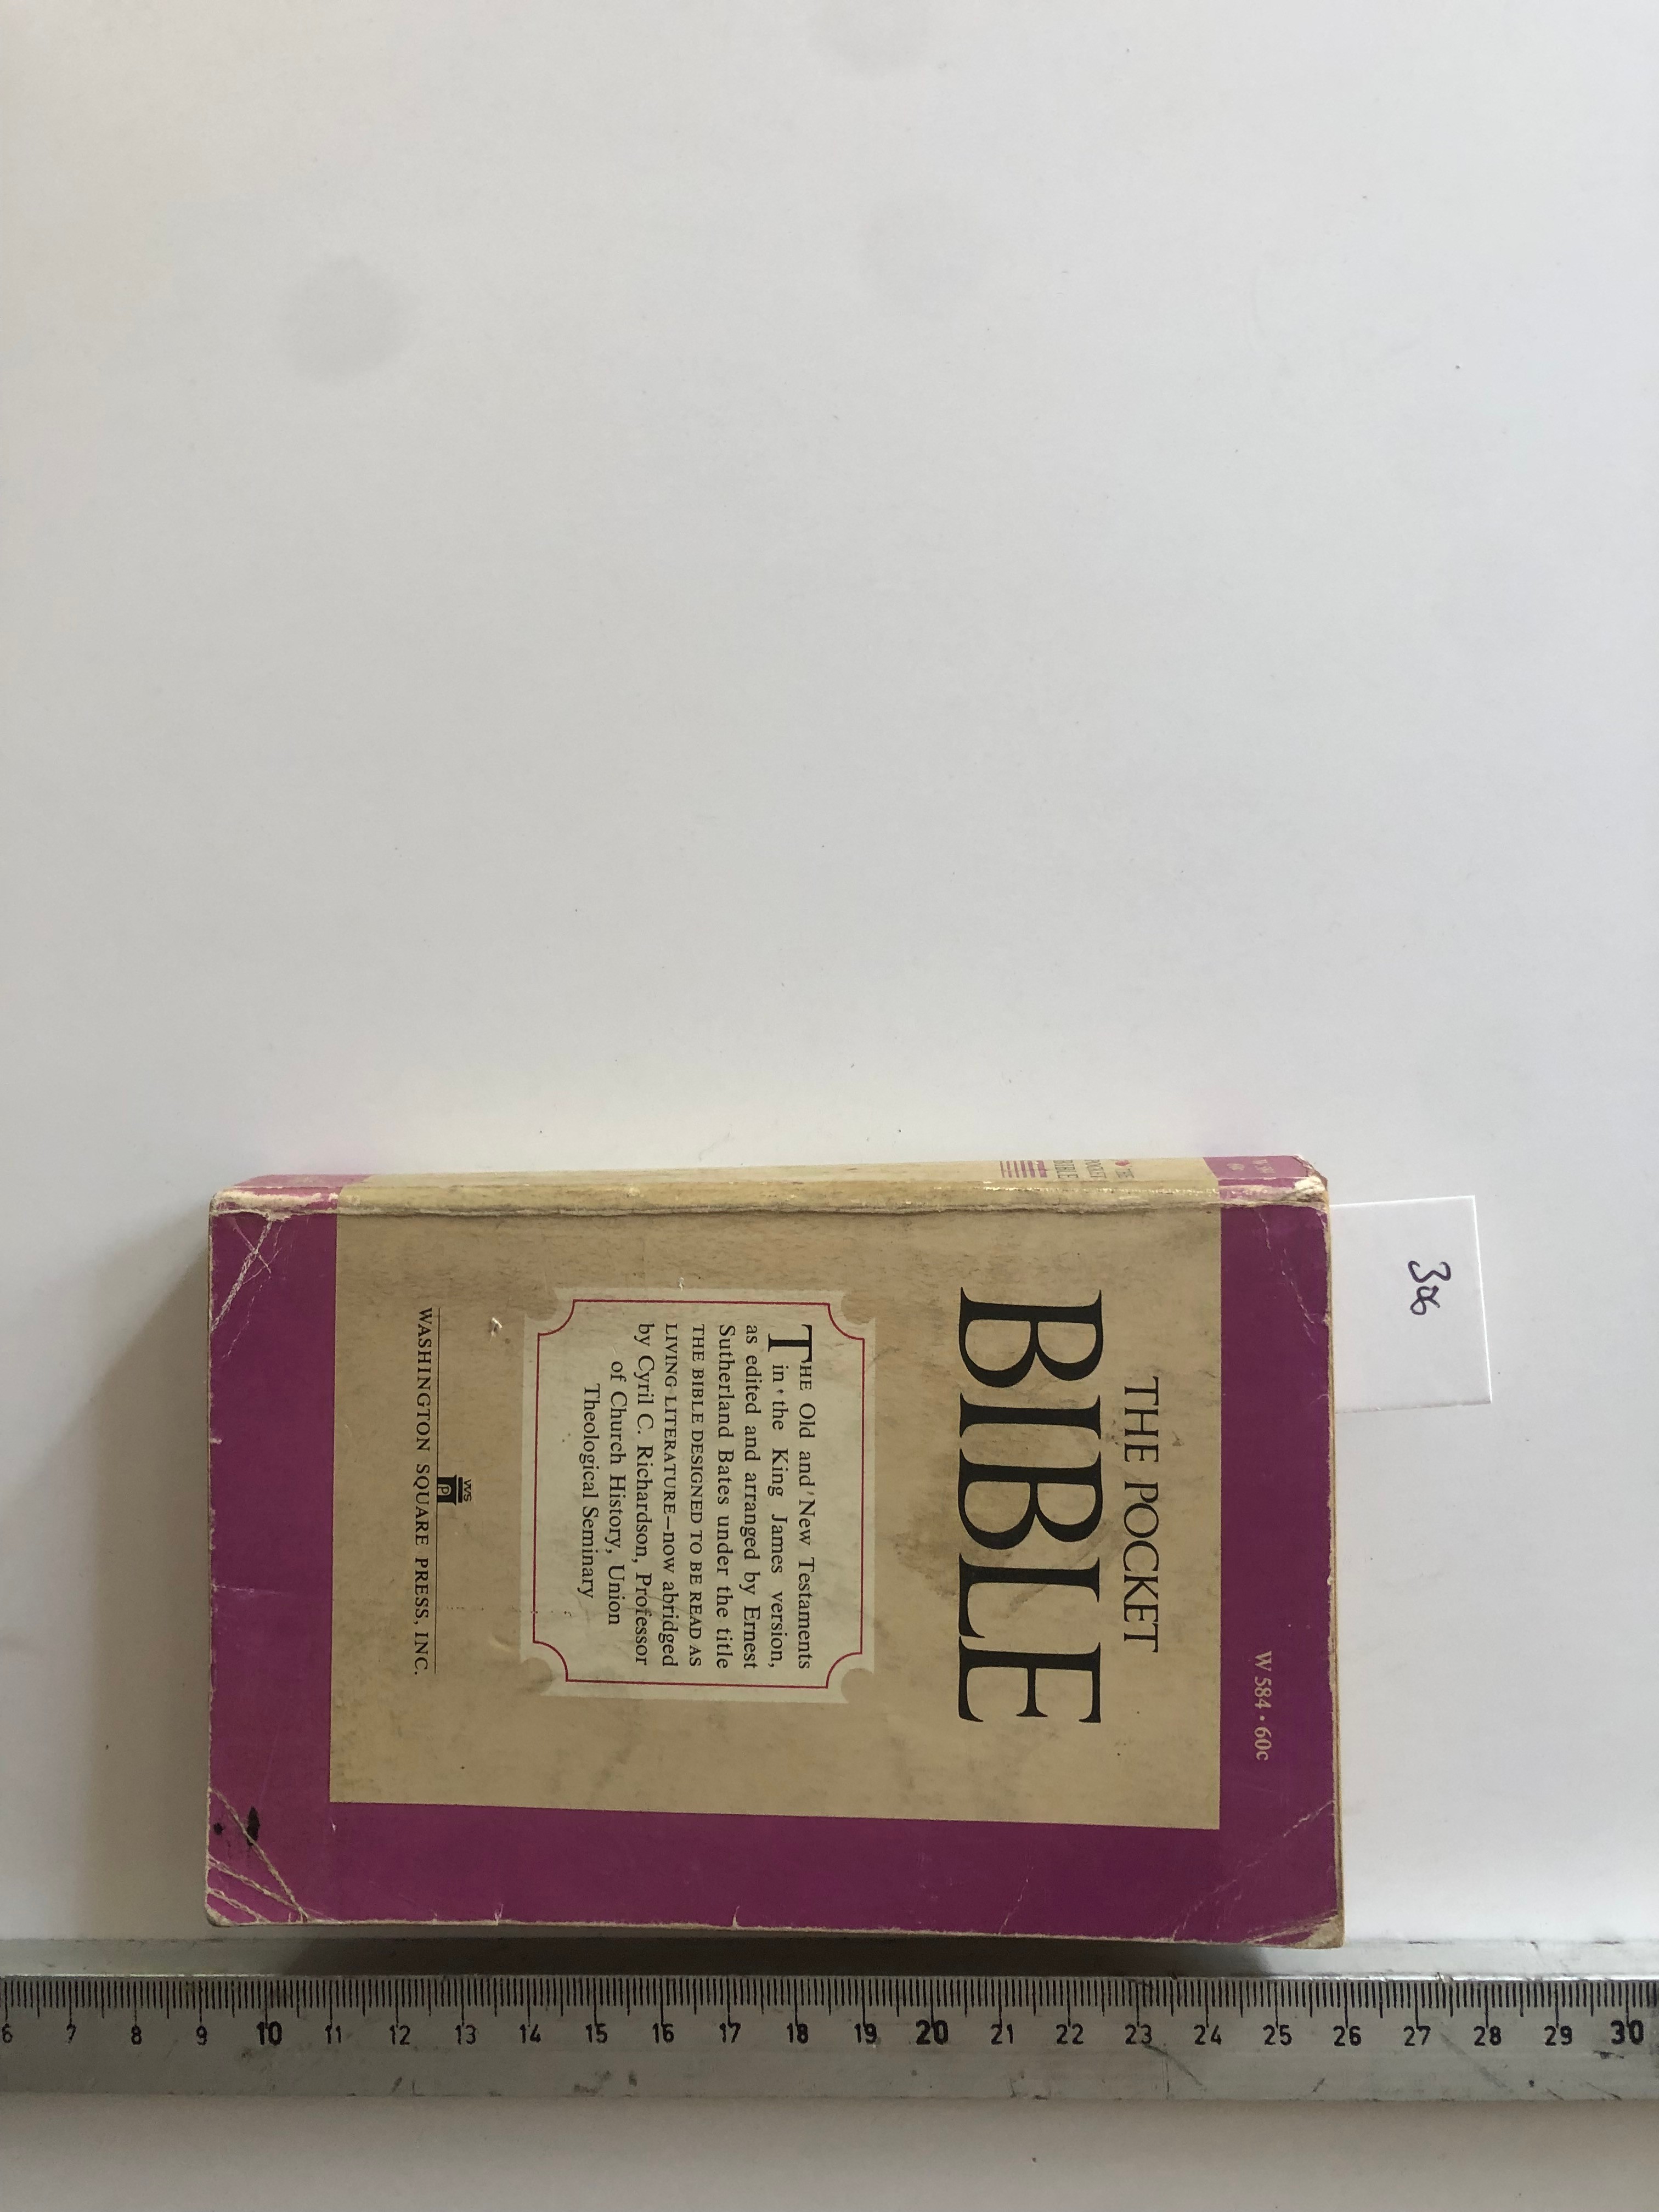 W 584 • 60c
THE POCKET
BIBLE
THE Old and New Testaments
in the King James version,
as edited and arranged by Ernest
Sutherland Bates under the title
THE BIBLE DESIGNED TO BE READ AS
LIVING LITERATURE—now abridged
by Cyril C. Richardson, Professor
of Church History, Union
Theological Seminary
WSP
WASHINGTON SQUARE PRESS, INC.
THE
POCKET
BIBLE
6 7 8 9 10 11 12 13 14 15 16 17 18 19 20 21 22 23 24 25 26 27 28 29 30